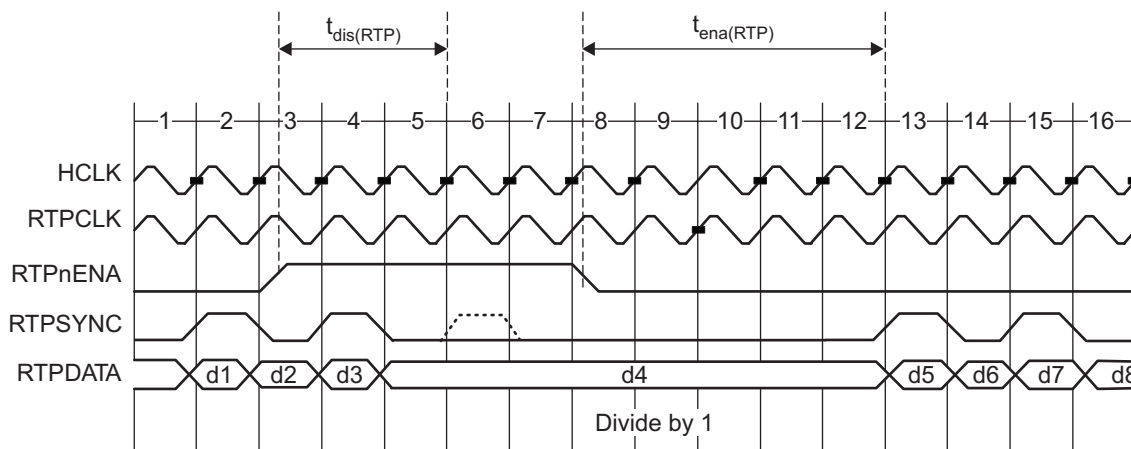 tdis(RTP) tena(RTP)
1 2 3 4 5 6 7 8 9 10 11 12 13 14 15 16
HCLK
RTPCLK
RTPnENA
RTPSYNC
RTPDATA d1 d2 d3 d4 d5 d6 d7 d8
Divide by 1